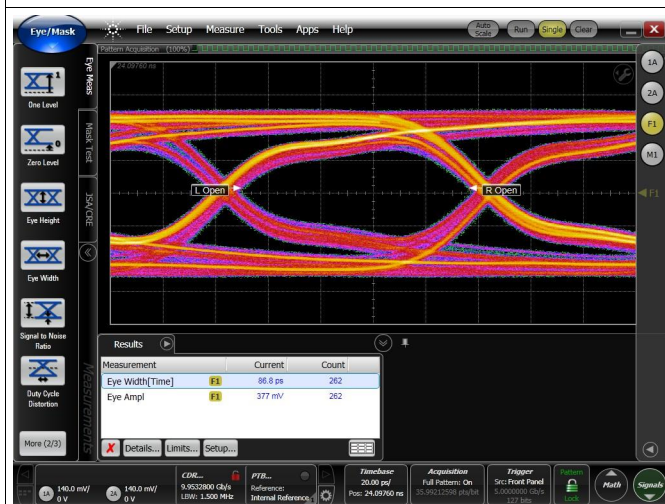 Eye/Mask
File Setup Measure Tools Apps Help
Auto Scale
Run
Single
Clear
Pattern Acquisition (100%)
24.09760 ns
Eye Meas
Mask Test
JSA/CRE
Measurements
One Level
Zero Level
Eye Height
Eye Width
Signal to Noise
Ratio
Duty Cycle
Distortion
More (2/3)
L Open
R Open
1A
2A
F1
M1
F1
Results
Measurement Current Count
Eye Width[Time] F1 86.8 ps 262
Eye Ampl F1 377 mV 262
Details... Limits... Setup...
1A 140.0 mV/
0 V
2A 140.0 mV/
0 V
CDR...
9.9532800 Gb/s
LBW: 1.500 MHz
PTB...
Reference:
Internal Reference
Timebase
20.00 ps/
Pos: 24.09760 ns
Acquisition
Full Pattern: On
35.99212598 pts/bit
Trigger
Src: Front Panel
5.0000000 Gb/s
127 bits
Pattern
Lock
Math
Signals